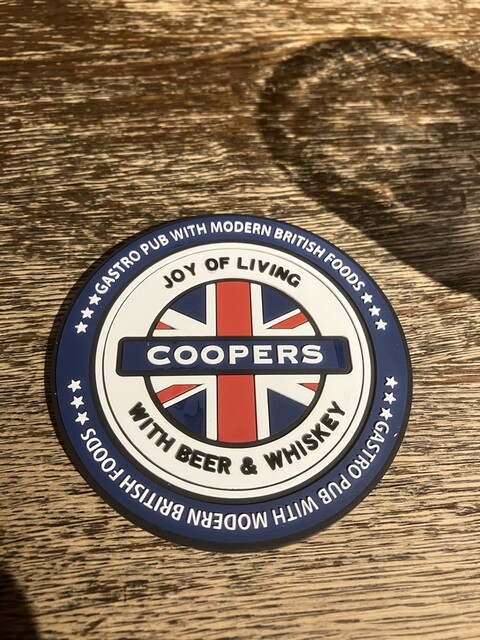 GASTRO PUB WITH MODERN BRITISH FOODS
JOY OF LIVING
COOPERS
WITH BEER & WHISKEY
GASTRO PUB WITH MODERN BRITISH FOODS